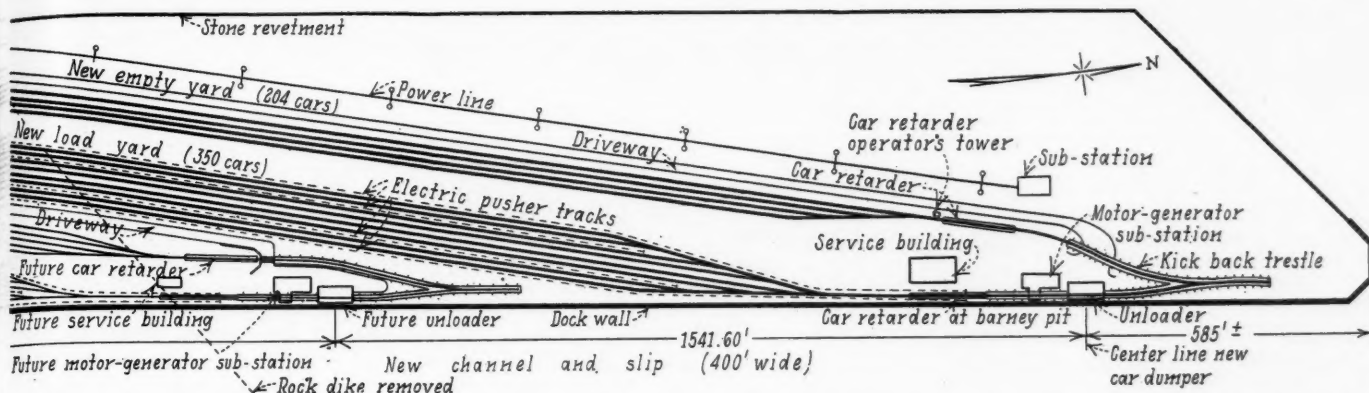 Stone revetment
N
New empty yard (204 cars)
Power line
Driveway
Car retarder
operator's tower
Sub-station
New load yard (350 cars)
Car retarder
Electric pusher tracks
Motor-generator
sub-station
Driveway
Service building
Kick back trestle
Future car retarder
Future service building
Future unloader
Dock wall
Car retarder at barney pit
Unloader
1541.60'
585' ±
Future motor-generator sub-station
New channel and slip (400' wide)
Center line new
car dumper
Rock dike removed